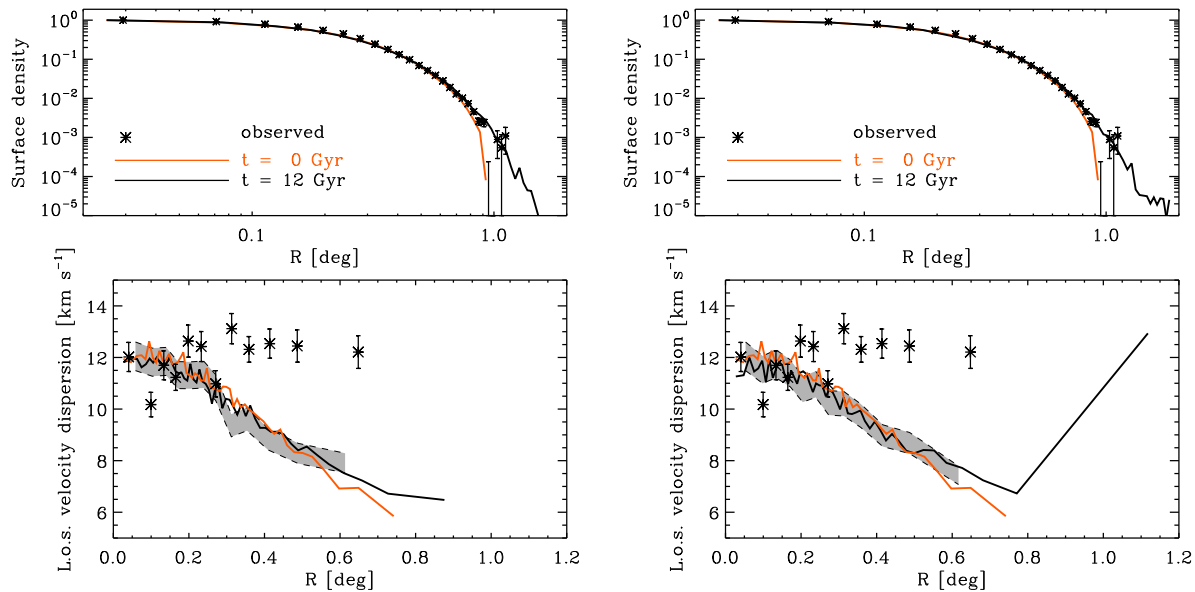 Surface density
10⁰
10⁻¹
10⁻²
10⁻³
10⁻⁴
10⁻⁵
observed
t = 0 Gyr
t = 12 Gyr
0.1 1.0
R [deg]
Surface density
10⁰
10⁻¹
10⁻²
10⁻³
10⁻⁴
10⁻⁵
observed
t = 0 Gyr
t = 12 Gyr
0.1 1.0
R [deg]
L.o.s. velocity dispersion [km s⁻¹]
14
12
10
8
6
0.0 0.2 0.4 0.6 0.8 1.0 1.2
R [deg]
L.o.s. velocity dispersion [km s⁻¹]
14
12
10
8
6
0.0 0.2 0.4 0.6 0.8 1.0 1.2
R [deg]